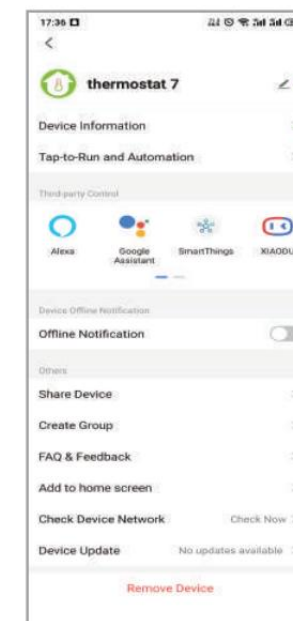 17:36
thermostat 7
Device Information
Tap-to-Run and Automation
Third-party Control
Alexa
Google Assistant
SmartThings
XIAODU
Device Offline Notification
Offline Notification
Others
Share Device
Create Group
FAQ & Feedback
Add to home screen
Check Device Network Check Now
Device Update No updates available
Remove Device